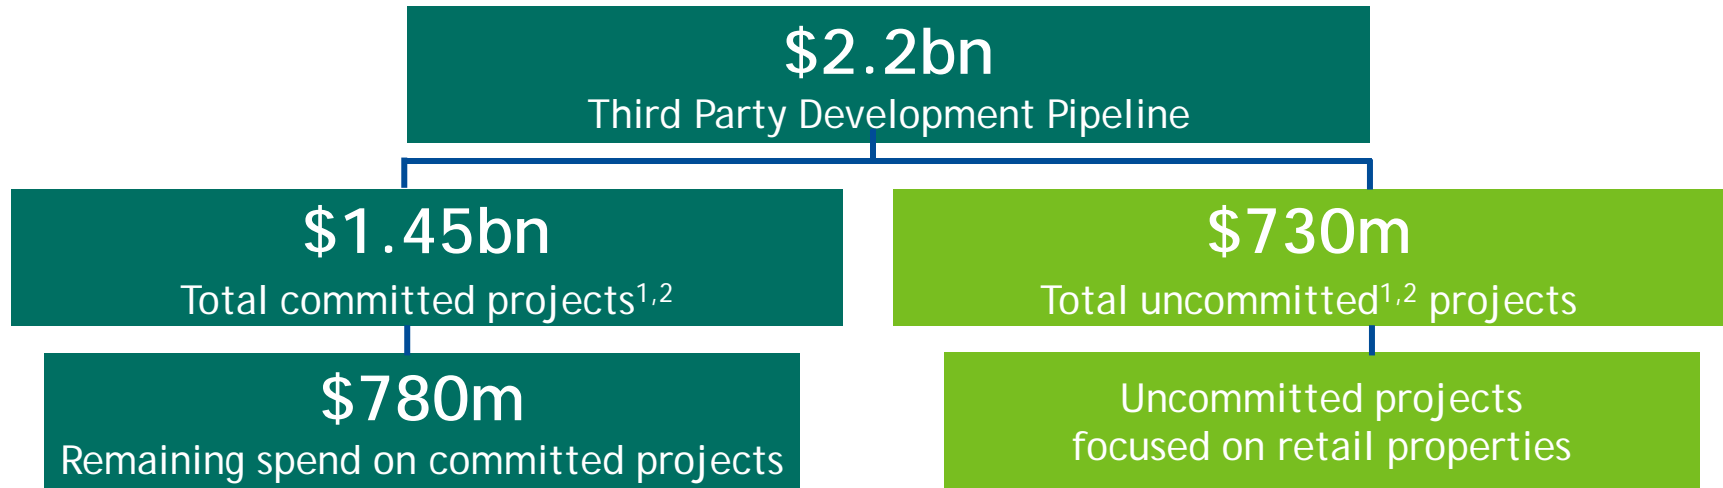 $2.2bn
Third Party Development Pipeline
$1.45bn
Total committed projects1,2
$730m
Total uncommitted1,2 projects
$780m
Remaining spend on committed projects
Uncommitted projects
focused on retail properties